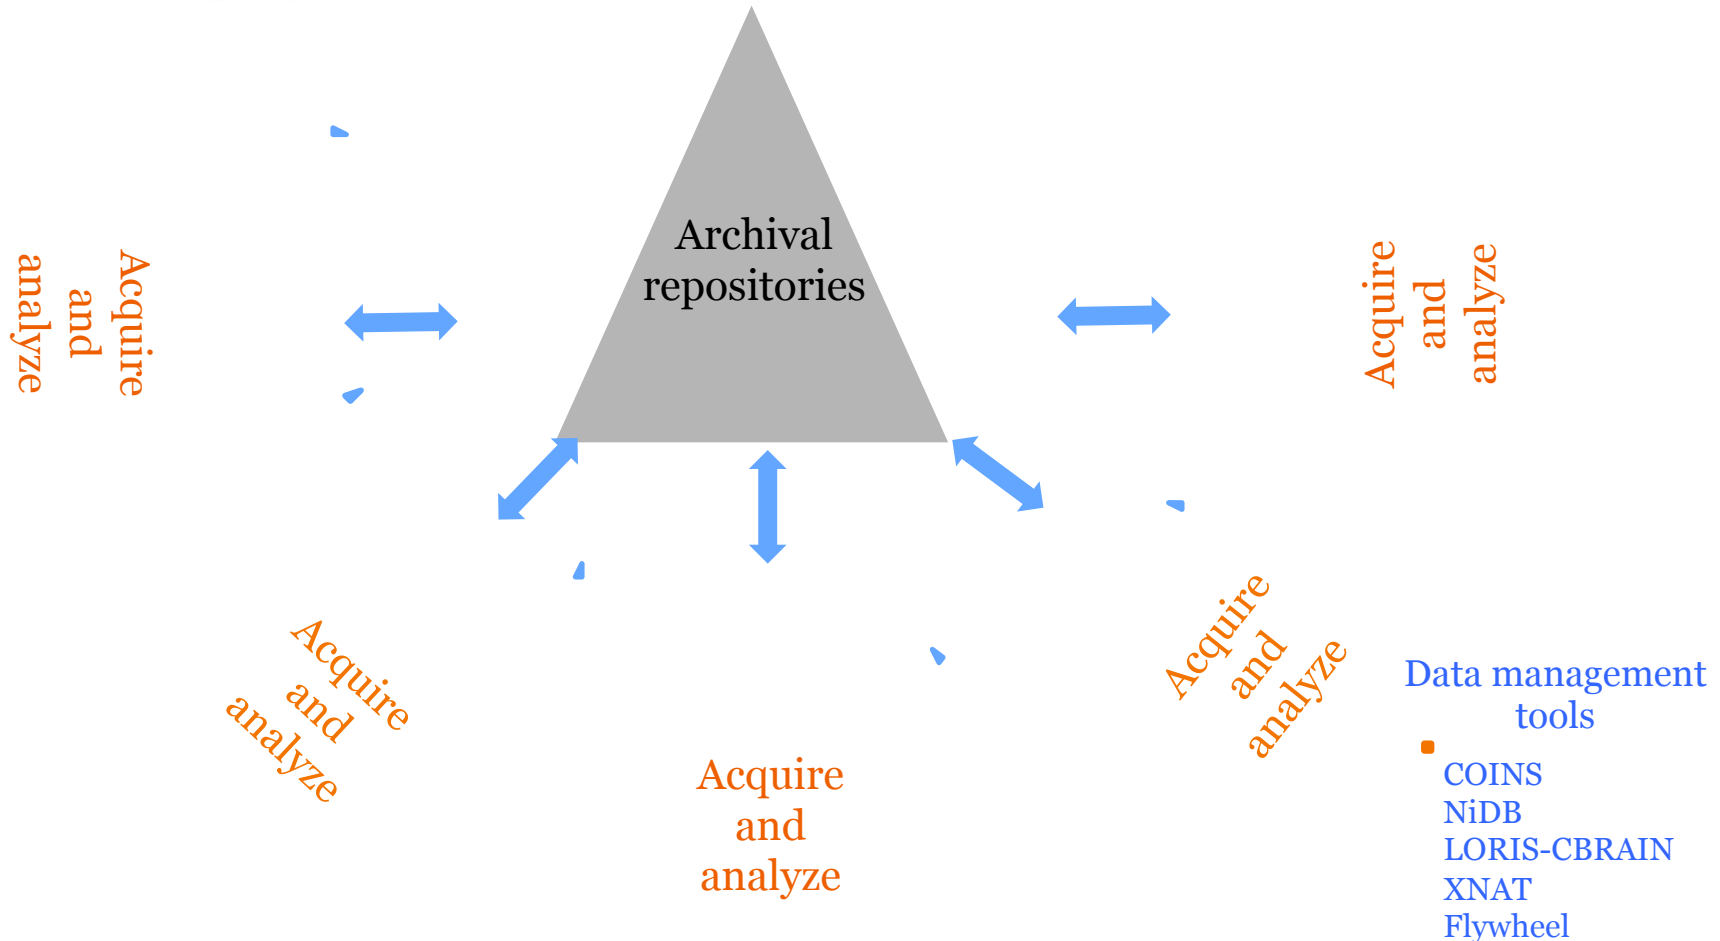 Archival
repositories
Acquire
and
analyze
Acquire
and
analyze
Acquire
and
analyze
Acquire
and
analyze
Acquire
and
analyze
Data management
tools
COINS
NiDB
LORIS-CBRAIN
XNAT
Flywheel